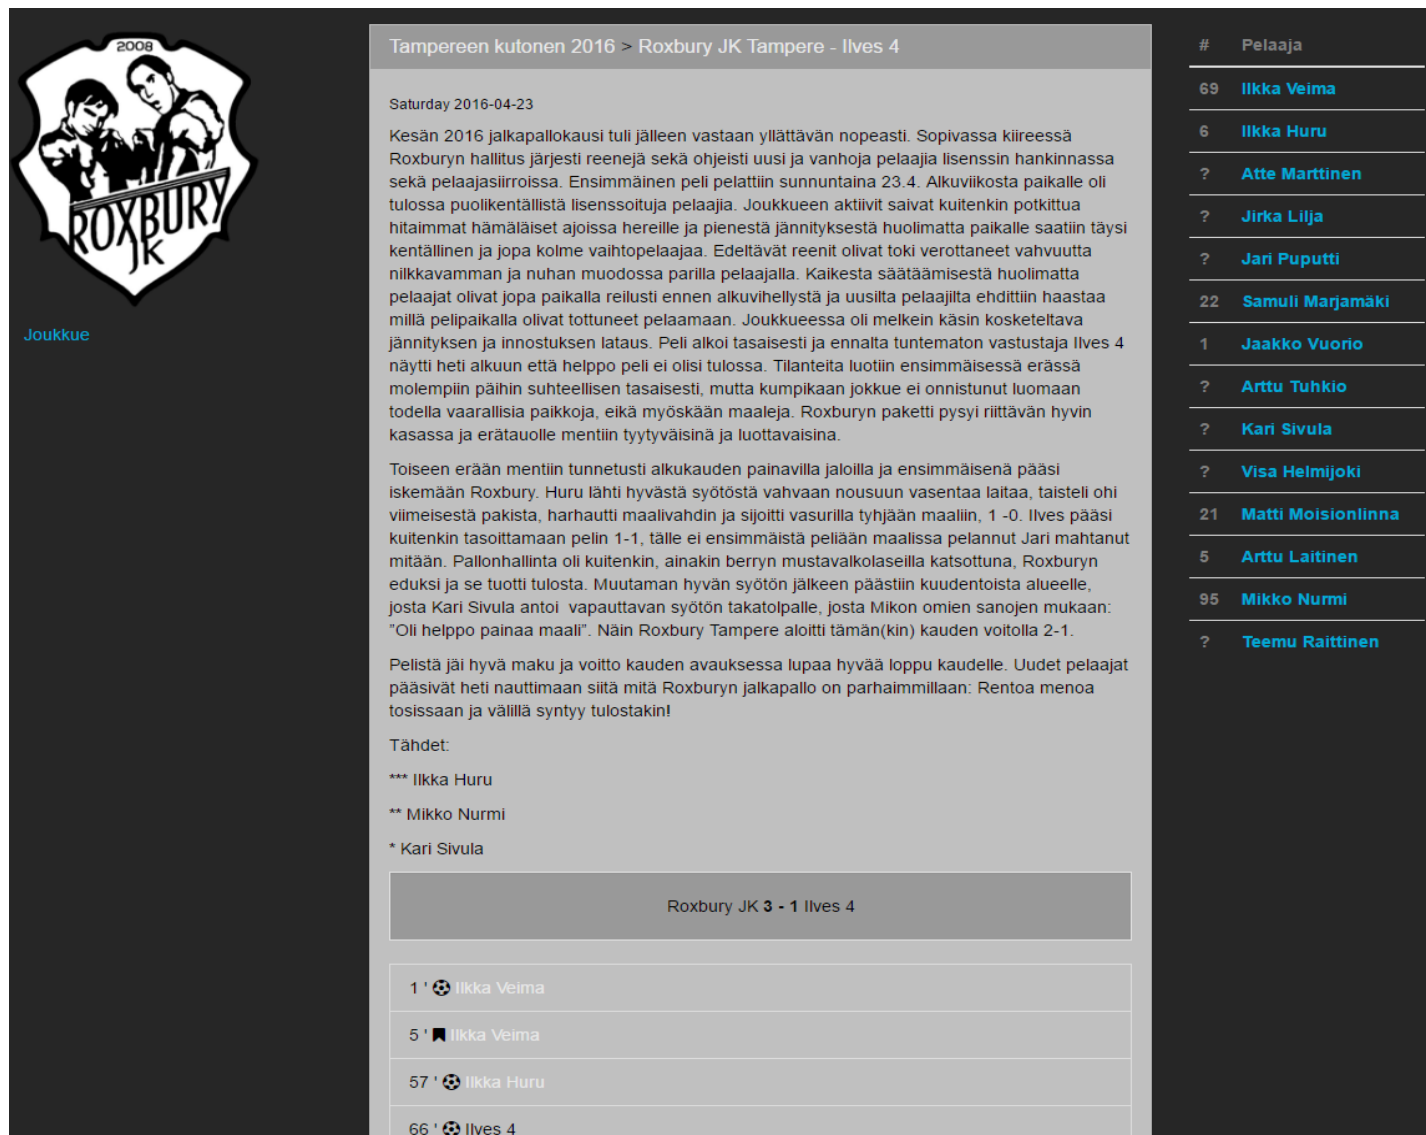 2008
ROXBURY
JK
Joukkue
Tampereen kutonen 2016 > Roxbury JK Tampere - Ilves 4
Saturday 2016-04-23
Kesän 2016 jalkapallokausi tuli jälleen vastaan yllättävän nopeasti. Sopivassa kiireessä
Roxburyn hallitus järjesti reenejä sekä ohjeisti uusi ja vanhoja pelaajia lisenssin hankinnassa
sekä pelaajasiirroissa. Ensimmäinen peli pelattiin sunnuntaina 23.4. Alkuviikosta paikalle oli
tulossa puolikentällistä lisenssoituja pelaajia. Joukkueen aktiivit saivat kuitenkin potkittua
hitaimmat hämäläiset ajoissa hereille ja pienestä jännityksestä huolimatta paikalle saatiin täysi
kentällinen ja jopa kolme vaihtopelaajaa. Edeltävät reenit olivat toki verottaneet vahvuutta
nilkkavamman ja nuhan muodossa parilla pelaajalla. Kaikesta säätäämisestä huolimatta
pelaajat olivat jopa paikalla reilusti ennen alkuvihellystä ja uusilta pelaajilta ehdittiin haastaa
millä pelipaikalla olivat tottuneet pelaamaan. Joukkueessa oli melkein käsin kosketeltava
jännityksen ja innostuksen lataus. Peli alkoi tasaisesti ja ennalta tuntematon vastustaja Ilves 4
näytti heti alkuun että helppo peli ei olisi tulossa. Tilanteita luotiin ensimmäisessä erässä
molempiin päihin suhteellisen tasaisesti, mutta kumpikaan jokkue ei onnistunut luomaan
todella vaarallisia paikkoja, eikä myöskään maaleja. Roxburyn paketti pysyi riittävän hyvin
kasassa ja erätauolle mentiin tyytyväisinä ja luottavaisina.
Toiseen erään mentiin tunnetusti alkukauden painavilla jaloilla ja ensimmäisenä pääsi
iskemään Roxbury. Huru lähti hyvästä syötöstä vahvaan nousuun vasentaa laitaa, taisteli ohi
viimeisestä pakista, harhautti maalivahdin ja sijoitti vasurilla tyhjään maaliin, 1 -0. Ilves pääsi
kuitenkin tasoittamaan pelin 1-1, tälle ei ensimmäistä peliään maalissa pelannut Jari mahtanut
mitään. Pallonhallinta oli kuitenkin, ainakin berryn mustavalkolaseilla katsottuna, Roxburyn
eduksi ja se tuotti tulosta. Muutaman hyvän syötön jälkeen päästiin kuudentoista alueelle,
josta Kari Sivula antoi  vapauttavan syötön takatolpalle, josta Mikon omien sanojen mukaan:
”Oli helppo painaa maali”. Näin Roxbury Tampere aloitti tämän(kin) kauden voitolla 2-1.
Pelistä jäi hyvä maku ja voitto kauden avauksessa lupaa hyvää loppu kaudelle. Uudet pelaajat
pääsivät heti nauttimaan siitä mitä Roxburyn jalkapallo on parhaimmillaan: Rentoa menoa
tosissaan ja välillä syntyy tulostakin!
Tähdet:
*** Ilkka Huru
** Mikko Nurmi
* Kari Sivula
Roxbury JK 3 - 1 Ilves 4
1 ' Ilkka Veima
5 ' Ilkka Veima
57 ' Ilkka Huru
66 ' Ilves 4
# Pelaaja
69 Ilkka Veima
6 Ilkka Huru
? Atte Marttinen
? Jirka Lilja
? Jari Puputti
22 Samuli Marjamäki
1 Jaakko Vuorio
? Arttu Tuhkio
? Kari Sivula
? Visa Helmijoki
21 Matti Moisionlinna
5 Arttu Laitinen
95 Mikko Nurmi
? Teemu Raittinen